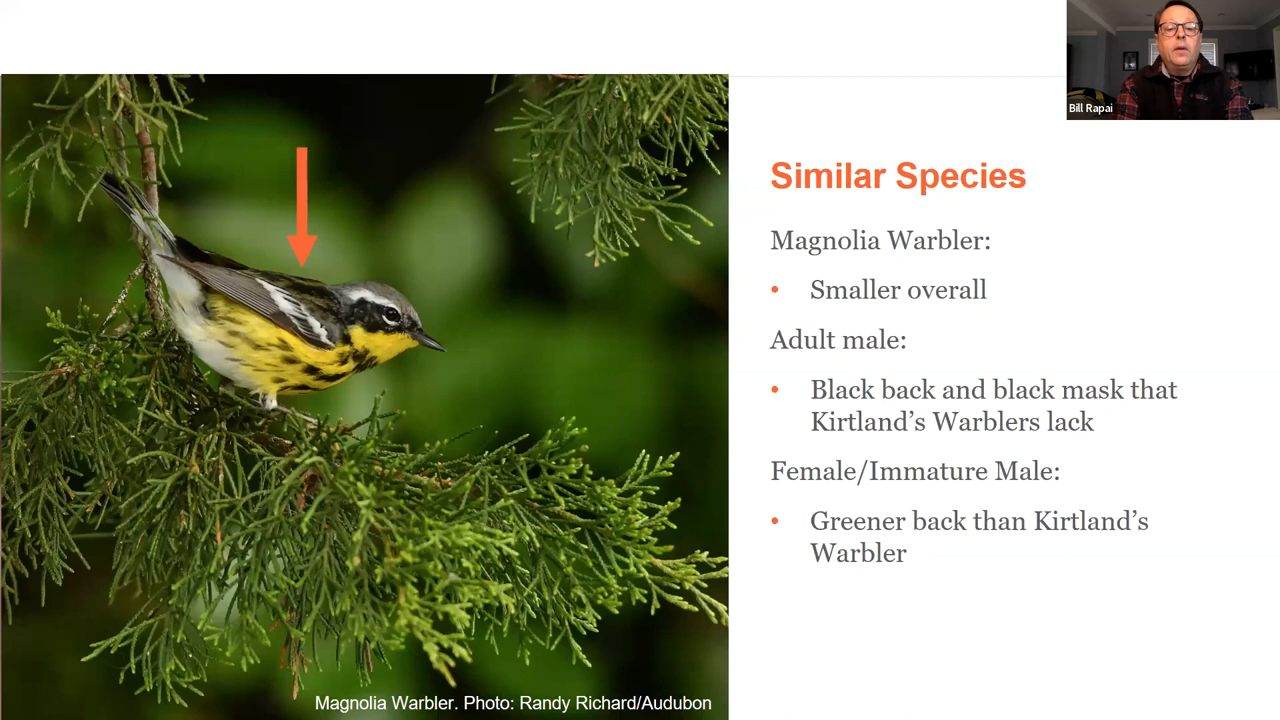 Bill Rapai
Similar Species
Magnolia Warbler:
• Smaller overall
Adult male:
• Black back and black mask that
Kirtland’s Warblers lack
Female/Immature Male:
• Greener back than Kirtland’s
Warbler
Magnolia Warbler. Photo: Randy Richard/Audubon